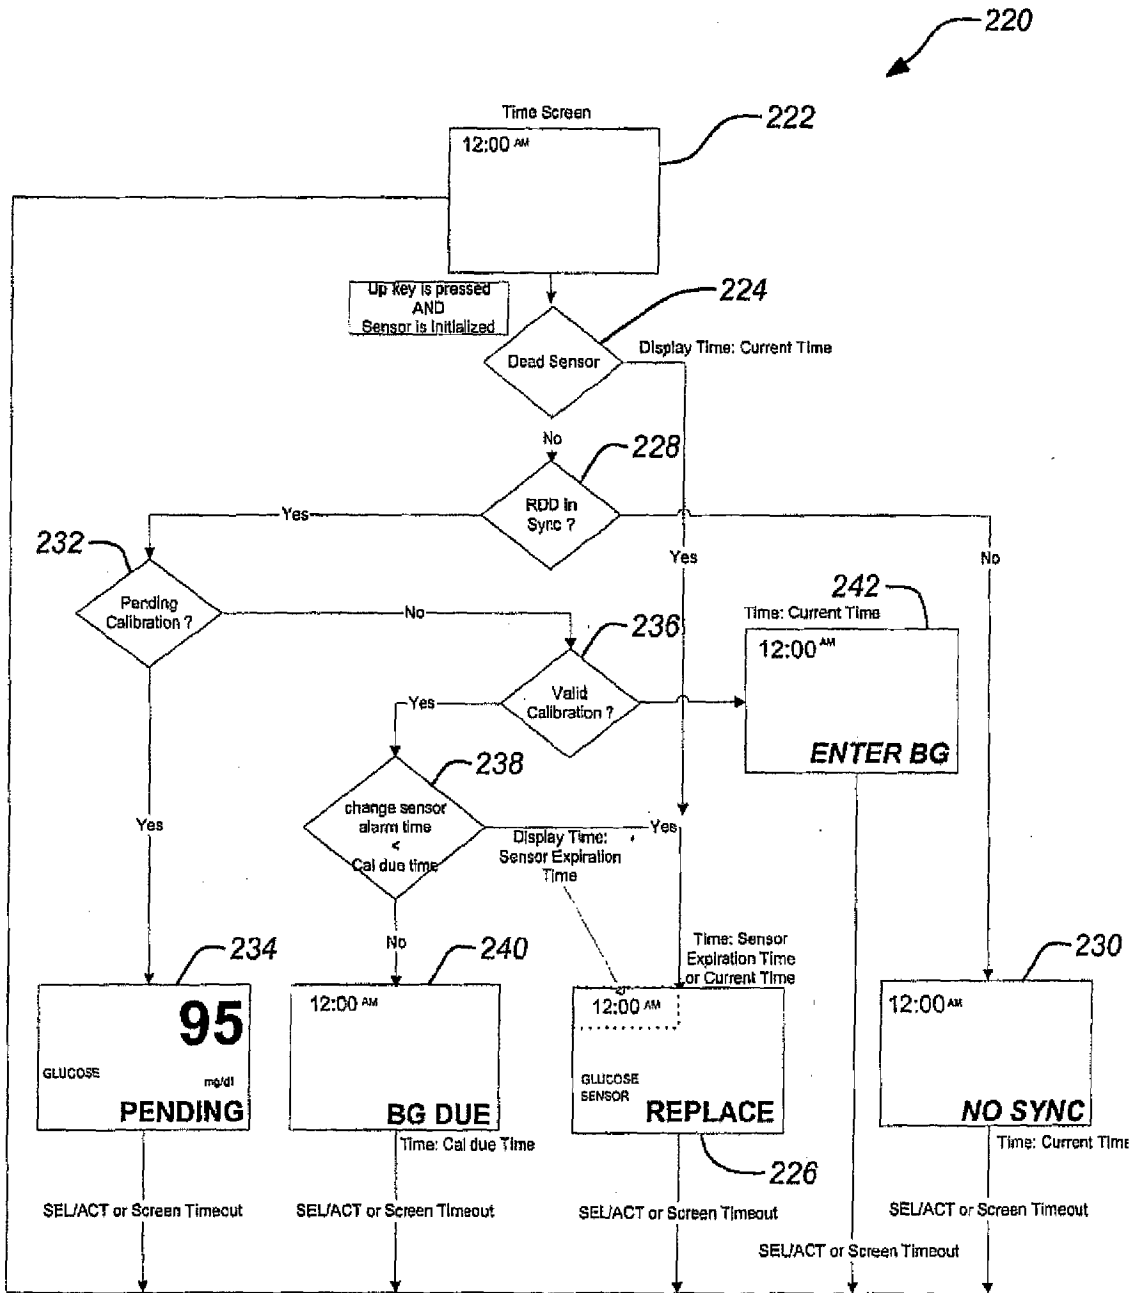 220
Time Screen
222
12:00 AM
Up key is pressed
AND
Sensor is Initialized
224
Dead Sensor
Display Time: Current Time
No
228
RDD in
Sync ?
Yes
232
Yes
No
Pending
Calibration ?
No
236
242
Time: Current Time
12:00 AM
ENTER BG
Valid
Calibration ?
Yes
238
change sensor
alarm time
<
Cal due time
Yes
Yes
Display Time:
Sensor Expiration
Time
No
Time: Sensor
Expiration Time
or Current Time
234
95
GLUCOSE
mg/dl
PENDING
240
12:00 AM
BG DUE
Time: Cal due Time
12:00 AM
GLUCOSE
SENSOR
REPLACE
226
230
12:00 AM
NO SYNC
Time: Current Time
SEL/ACT or Screen Timeout
SEL/ACT or Screen Timeout
SEL/ACT or Screen Timeout
SEL/ACT or Screen Timeout
SEL/ACT or Screen Timeout